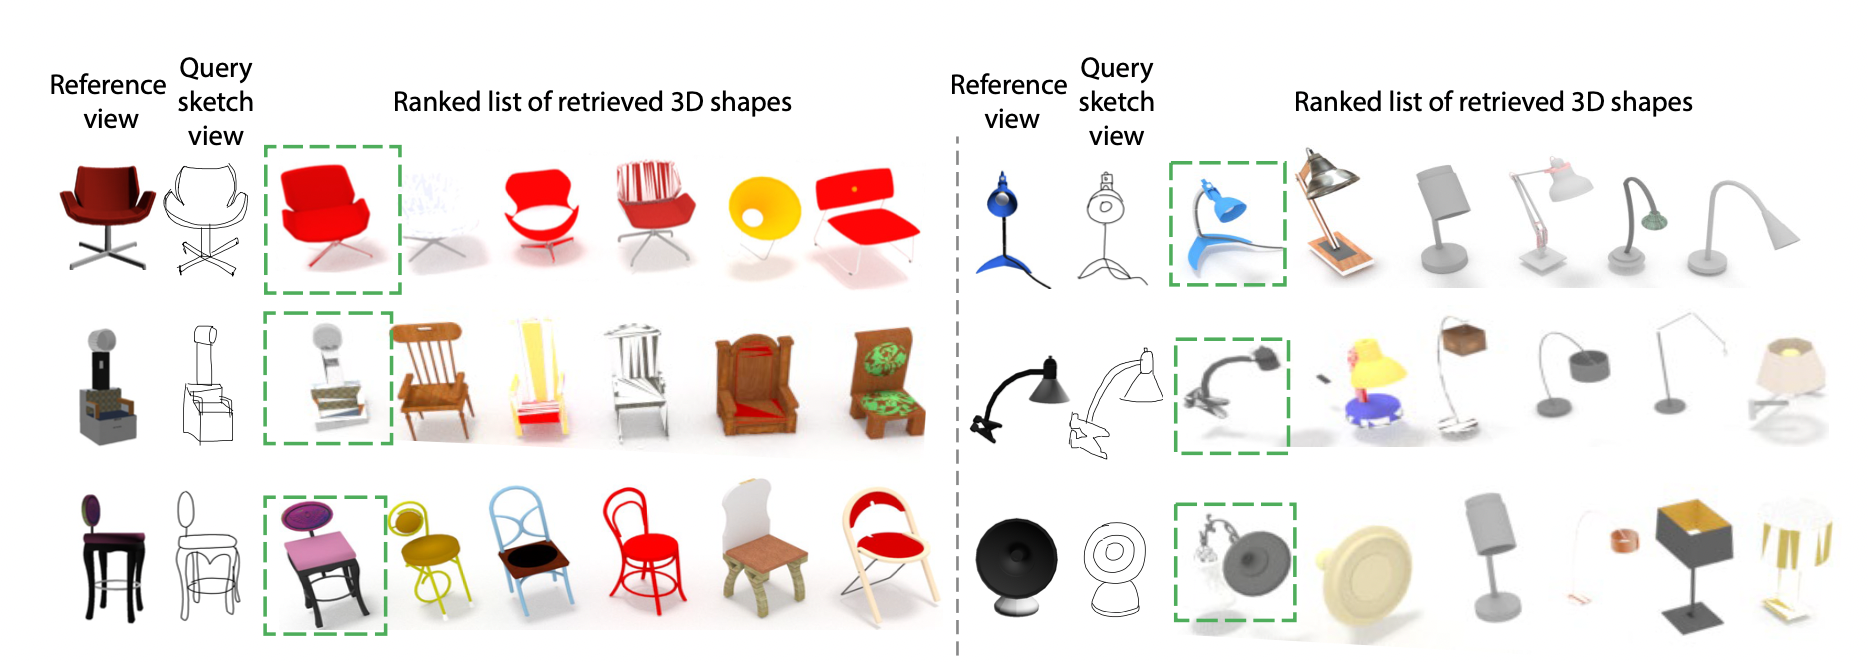 Reference
view
Query
sketch
view
Ranked list of retrieved 3D shapes
Reference
view
Query
sketch
view
Ranked list of retrieved 3D shapes